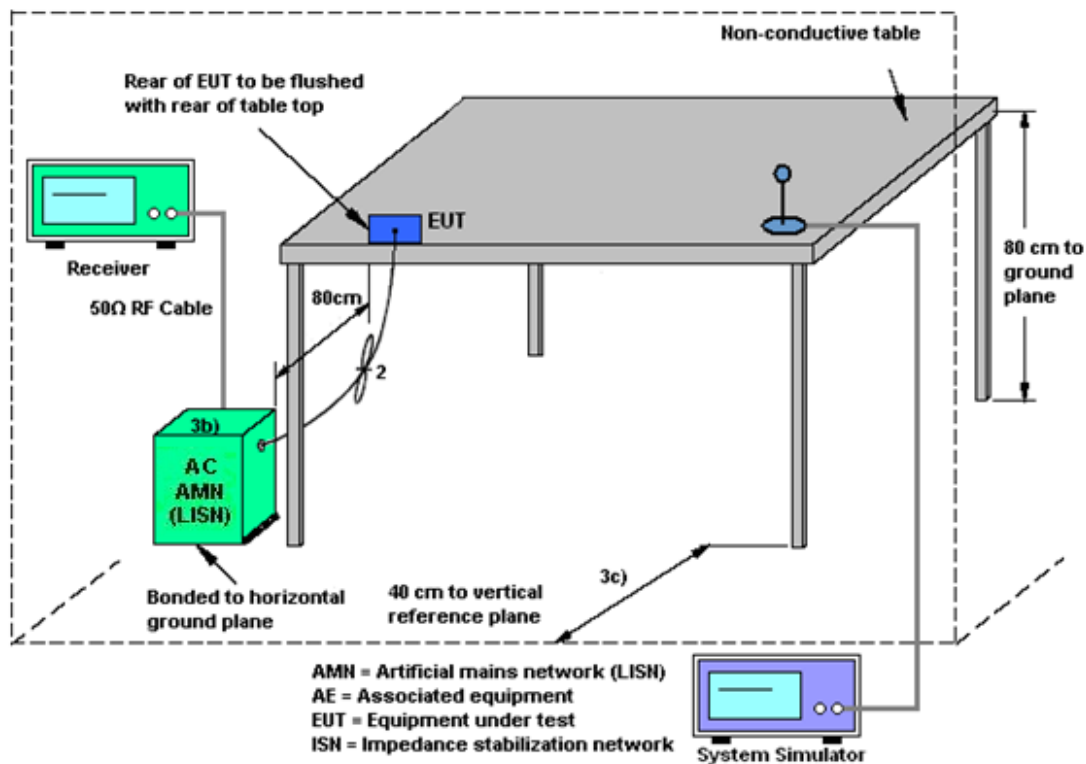 Non-conductive table
Rear of EUT to be flushed
with rear of table top
EUT
Receiver
80 cm to
ground
plane
50Ω RF Cable
80cm
2
3b)
AC
AMN
(LISN)
3c)
Bonded to horizontal
ground plane
40 cm to vertical
reference plane
AMN = Artificial mains network (LISN)
AE = Associated equipment
EUT = Equipment under test
ISN = Impedance stabilization network
System Simulator